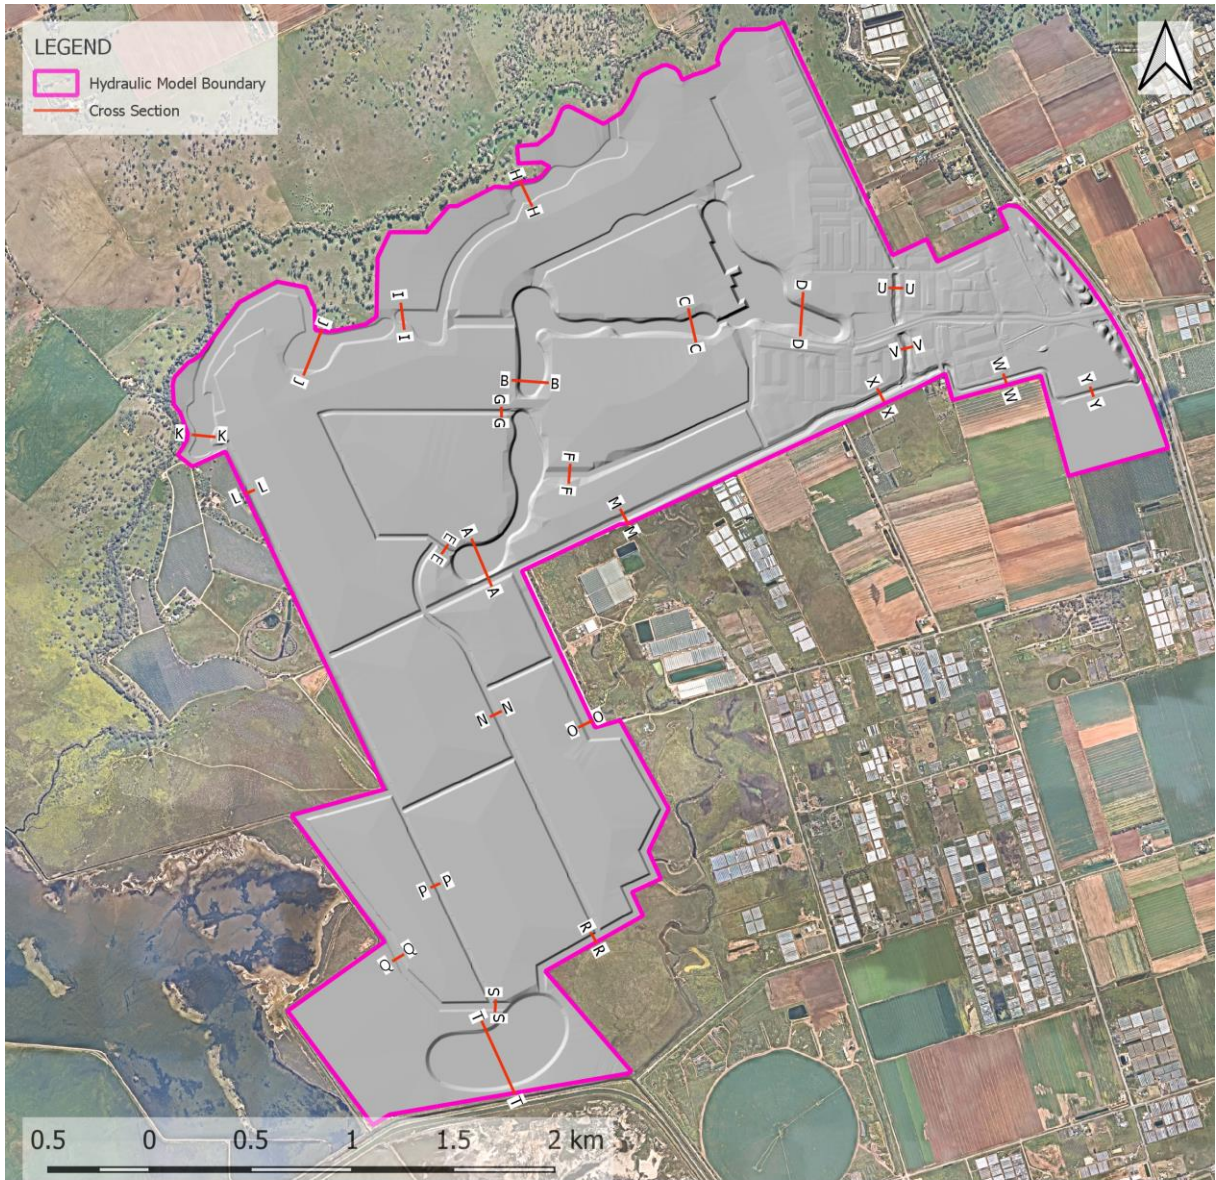 LEGEND
Hydraulic Model Boundary
Cross Section
H
H
D
U U
I
I
C
C
D
J
J
V V
B B
G
G
X
X
W
W
Y
Y
K K
F
F
L L
M
M
A
A
E
E
N N
O O
P P
Q Q
R
R
S
S
T
T
0.5 0 0.5 1 1.5 2 km